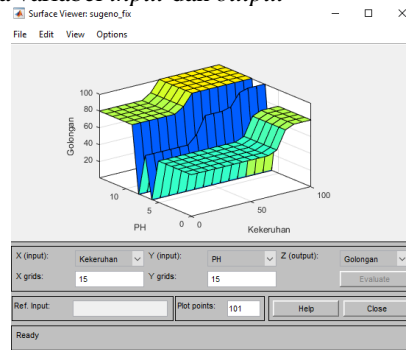 a variabel input dan output
Surface Viewer: sugeno_fix
File Edit View Options
100
80
60
40
20
Golongan
10
5
0
PH
0
50
100
Kekeruhan
X (input): Kekeruhan Y (input): PH Z (output): Golongan
X grids: 15 Y grids: 15 Evaluate
Ref. Input: Plot points: 101 Help Close
Ready